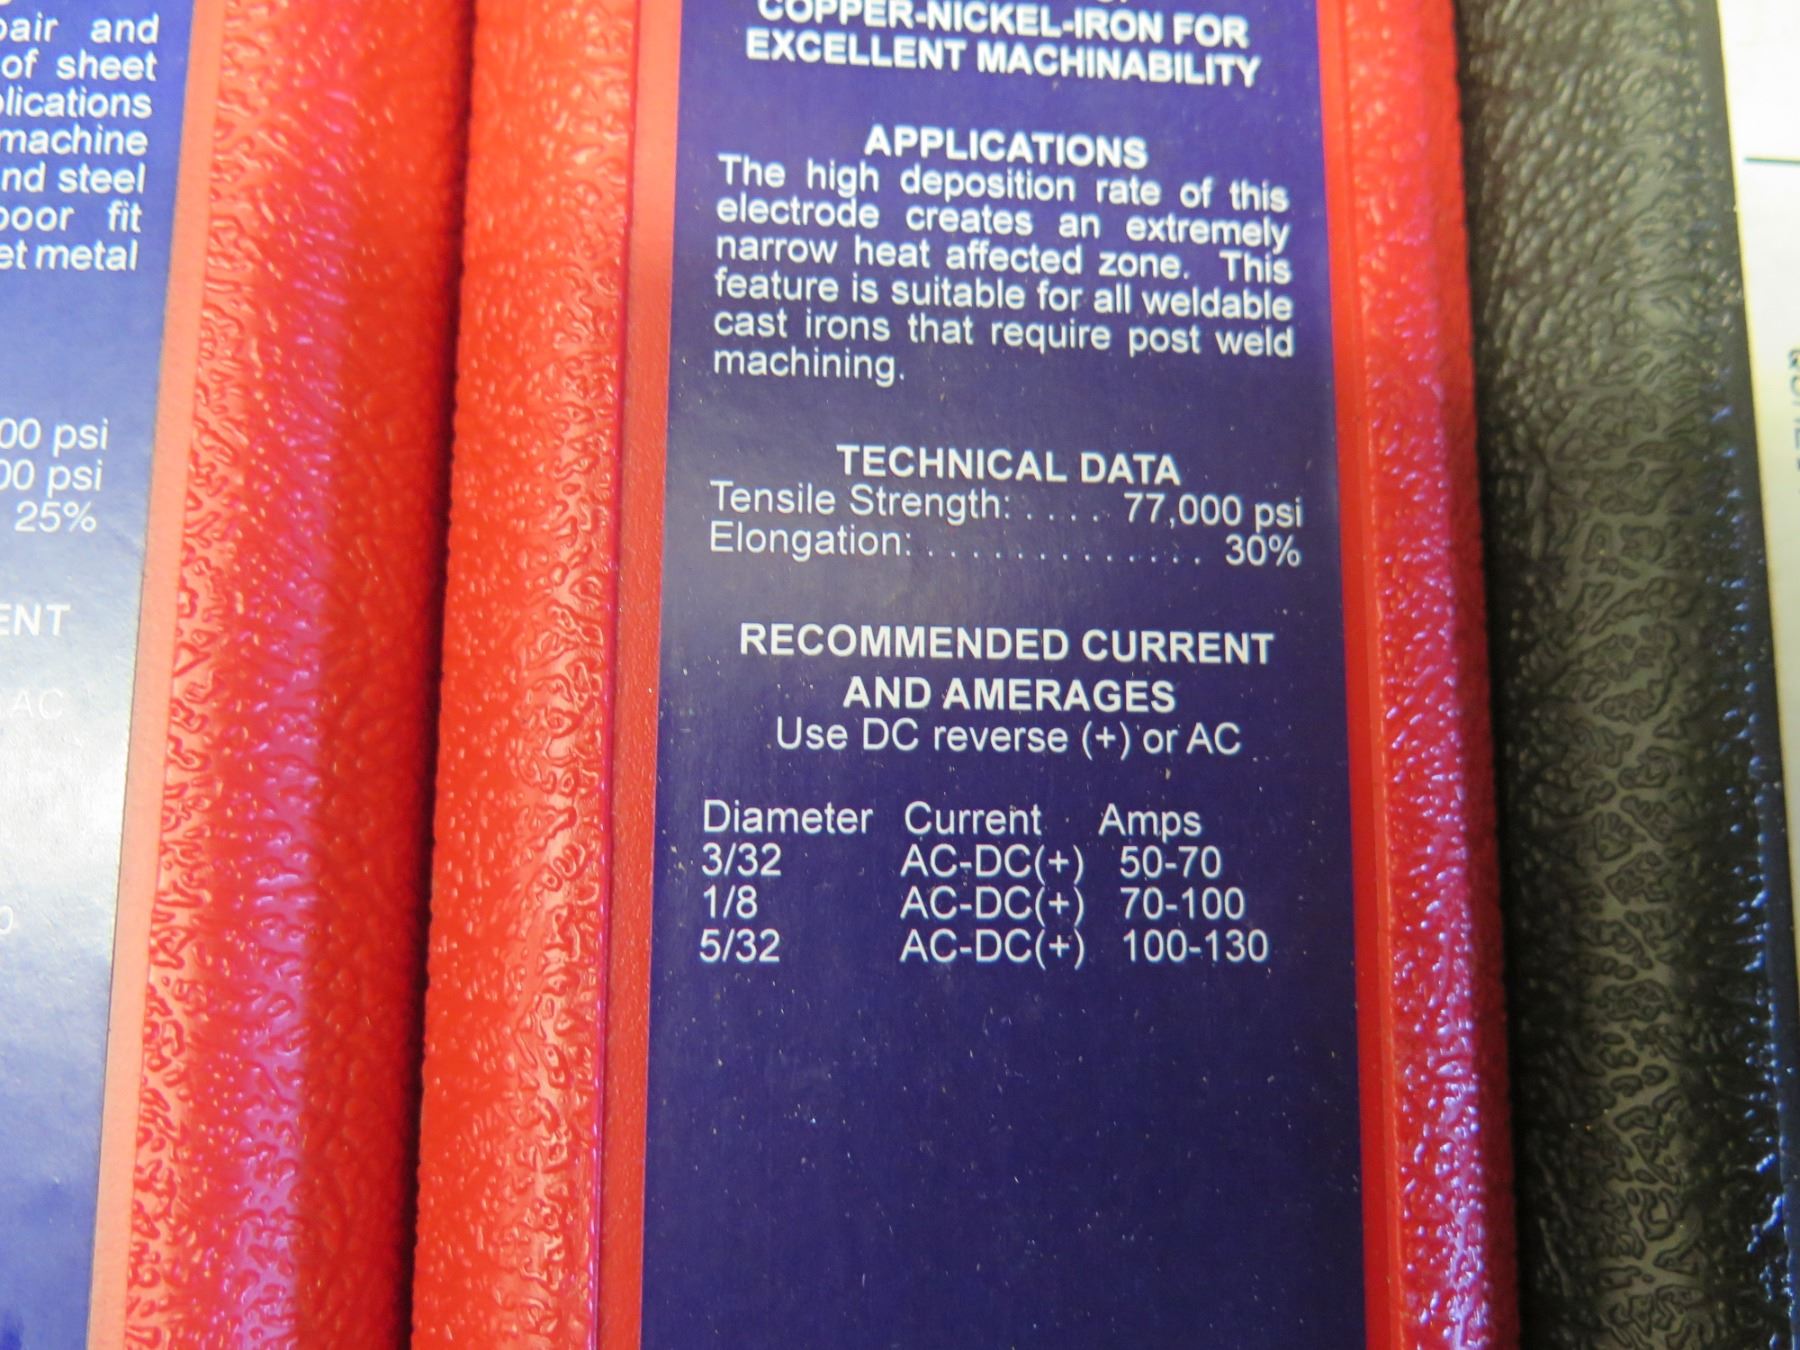 pair and
of sheet
plications
machine
nd steel
poor fit
et metal
00 psi
00 psi
25%
ENT
AC
0
COPPER-NICKEL-IRON FOR
EXCELLENT MACHINABILITY
APPLICATIONS
The high deposition rate of this
electrode creates an extremely
narrow heat affected zone. This
feature is suitable for all weldable
cast irons that require post weld
machining.
TECHNICAL DATA
Tensile Strength: . . . . 77,000 psi
Elongation: . . . . . . . . . . . . . 30%
RECOMMENDED CURRENT
AND AMERAGES
Use DC reverse (+) or AC
Diameter Current Amps
3/32 AC-DC(+) 50-70
1/8 AC-DC(+) 70-100
5/32 AC-DC(+) 100-130